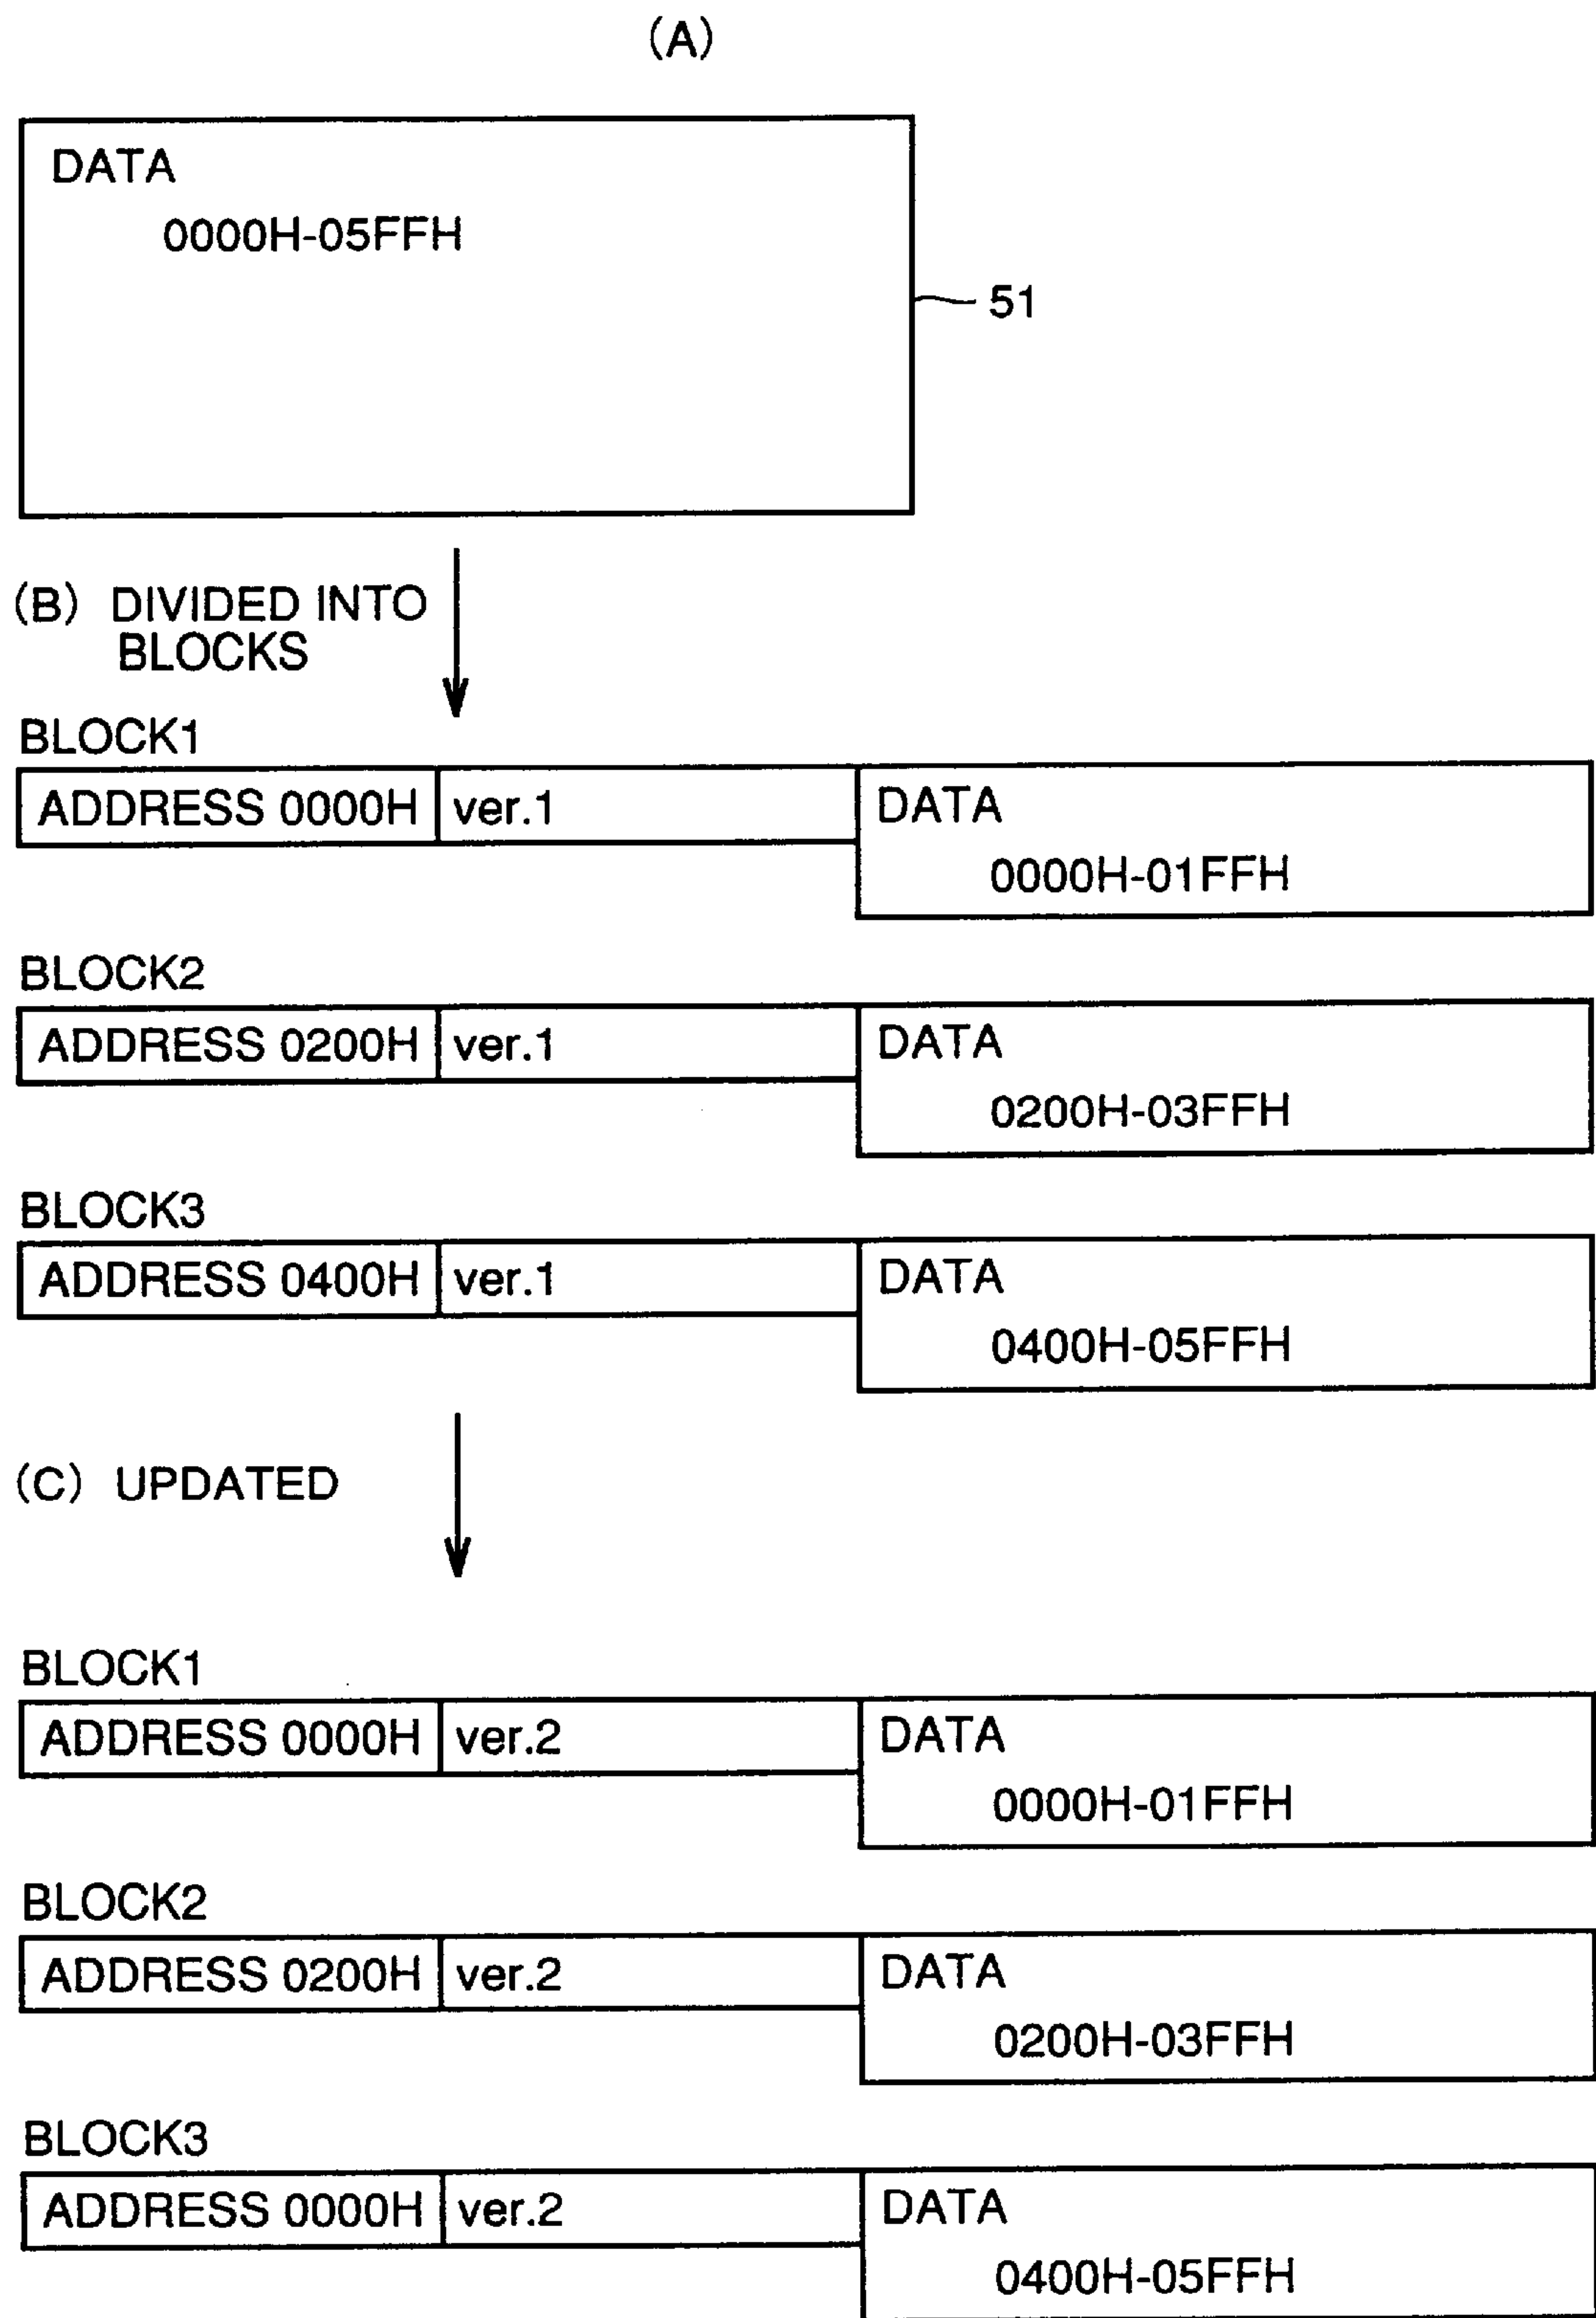 (A)
DATA
0000H-05FFH
51
(B) DIVIDED INTO
BLOCKS
BLOCK1
ADDRESS 0000H ver.1 DATA
0000H-01FFH
BLOCK2
ADDRESS 0200H ver.1 DATA
0200H-03FFH
BLOCK3
ADDRESS 0400H ver.1 DATA
0400H-05FFH
(C) UPDATED
BLOCK1
ADDRESS 0000H ver.2 DATA
0000H-01FFH
BLOCK2
ADDRESS 0200H ver.2 DATA
0200H-03FFH
BLOCK3
ADDRESS 0000H ver.2 DATA
0400H-05FFH